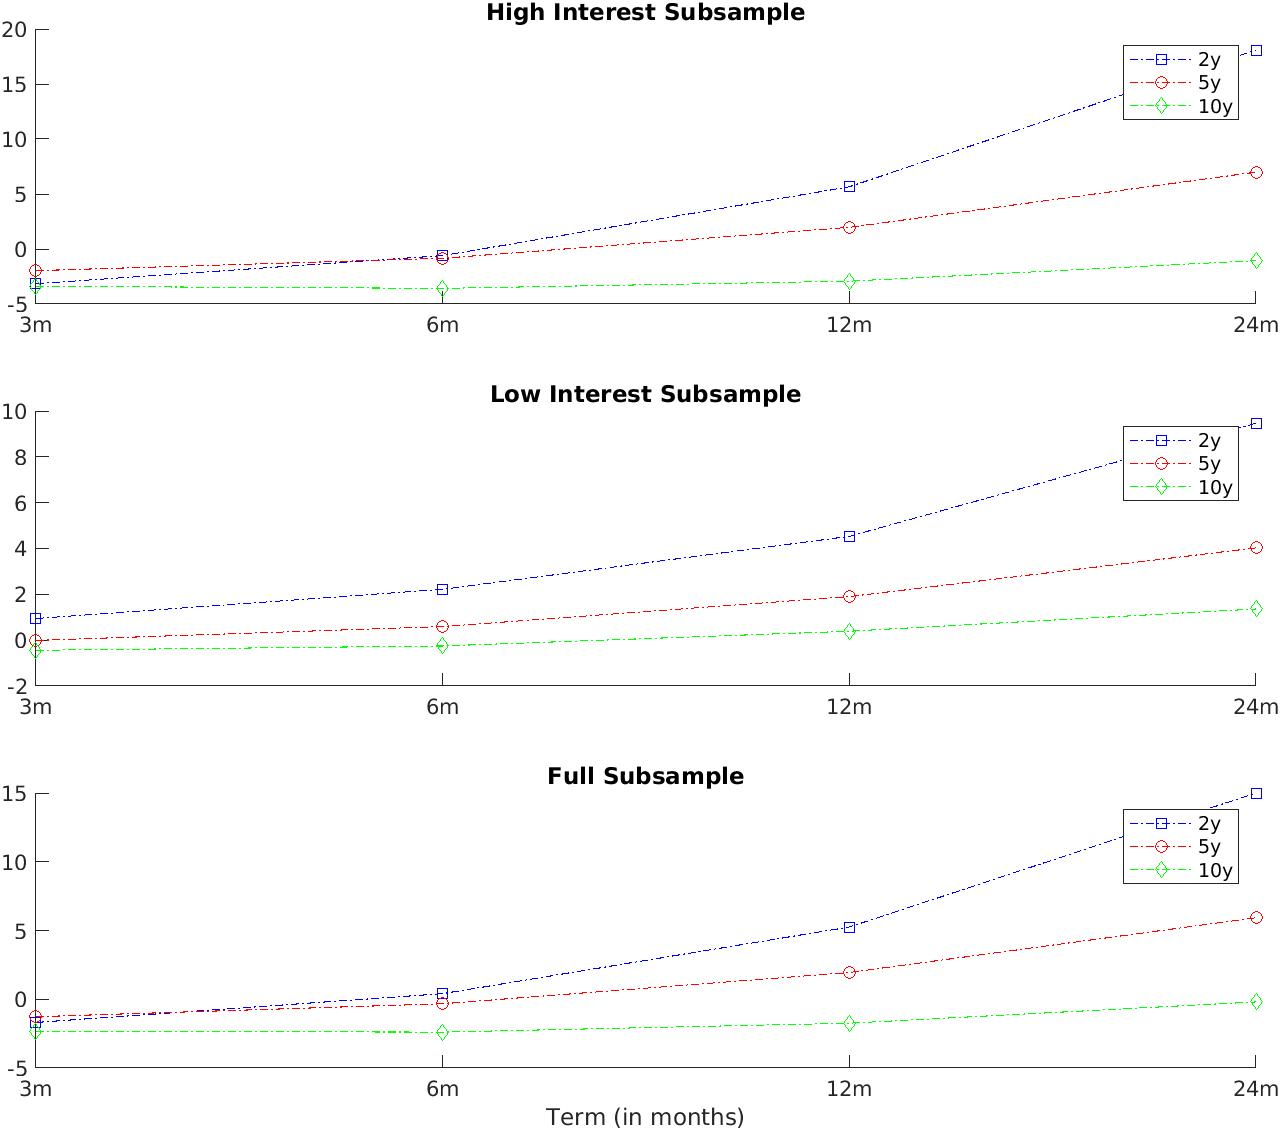 High Interest Subsample
20
15
10
5
0
-5
2y
5y
10y
3m 6m 12m 24m
Low Interest Subsample
10
8
6
4
2
0
-2
2y
5y
10y
3m 6m 12m 24m
Full Subsample
15
10
5
0
-5
2y
5y
10y
3m 6m 12m 24m
Term (in months)